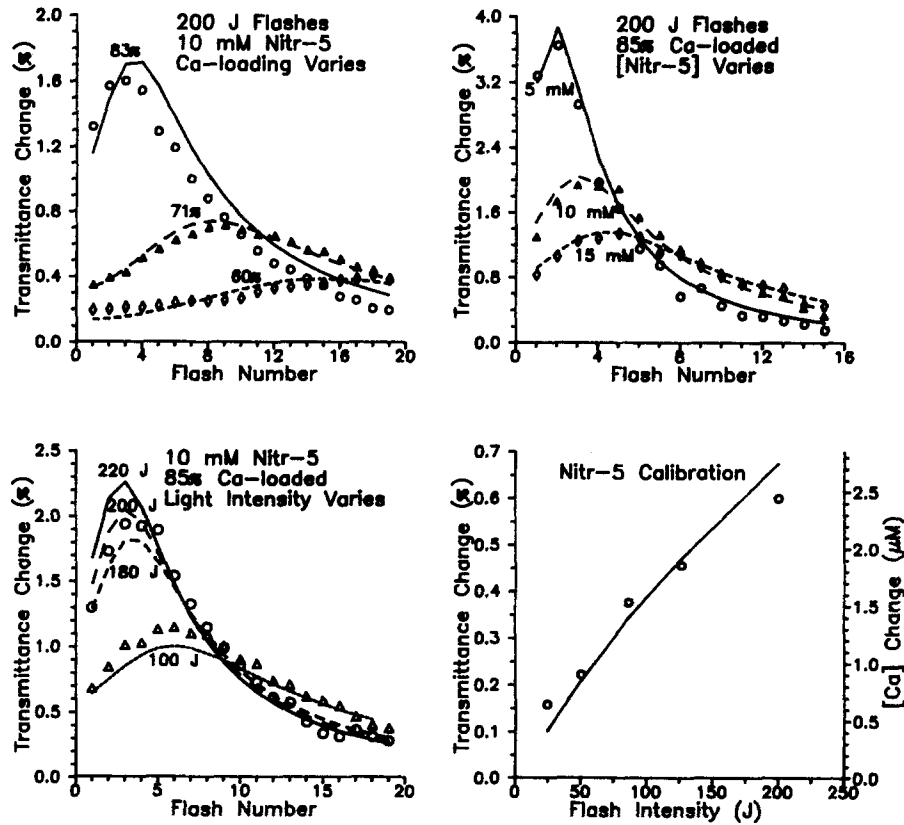 200 J Flashes
10 mM Nitr-5
Ca-loading Varies
83%
71%
60%
Transmittance Change (%)
2.0
1.6
1.2
0.8
0.4
0.0
0 4 8 12 16 20
Flash Number
200 J Flashes
85% Ca-loaded
[Nitr-5] Varies
5 mM
10 mM
15 mM
Transmittance Change (%)
4.0
3.2
2.4
1.6
0.8
0.0
0 4 8 12 16
Flash Number
10 mM Nitr-5
85% Ca-loaded
Light Intensity Varies
220 J
200 J
180 J
100 J
Transmittance Change (%)
2.5
2.0
1.5
1.0
0.5
0.0
0 5 10 15 20
Flash Number
Nitr-5 Calibration
Transmittance Change (%)
0.7
0.6
0.5
0.4
0.3
0.2
0.1
0.0
0 50 100 150 200 250
Flash Intensity (J)
2.5
2.0
1.5
1.0
0.5
0.0
[Ca] Change (μM)